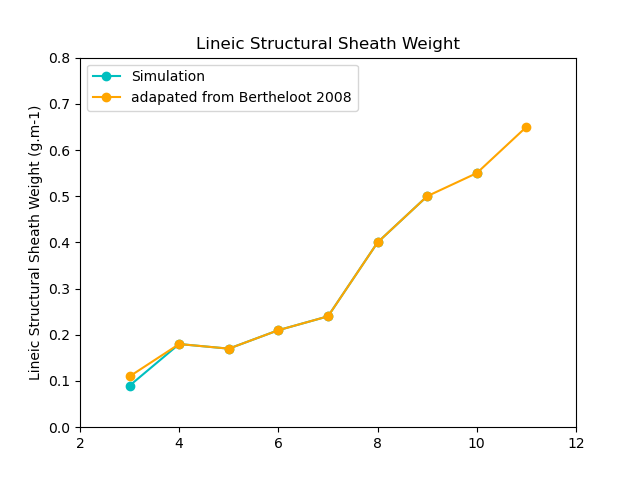 Lineic Structural Sheath Weight
Simulation
adapated from Bertheloot 2008
Lineic Structural Sheath Weight (g.m-1)
0.8
0.7
0.6
0.5
0.4
0.3
0.2
0.1
0.0
2 4 6 8 10 12